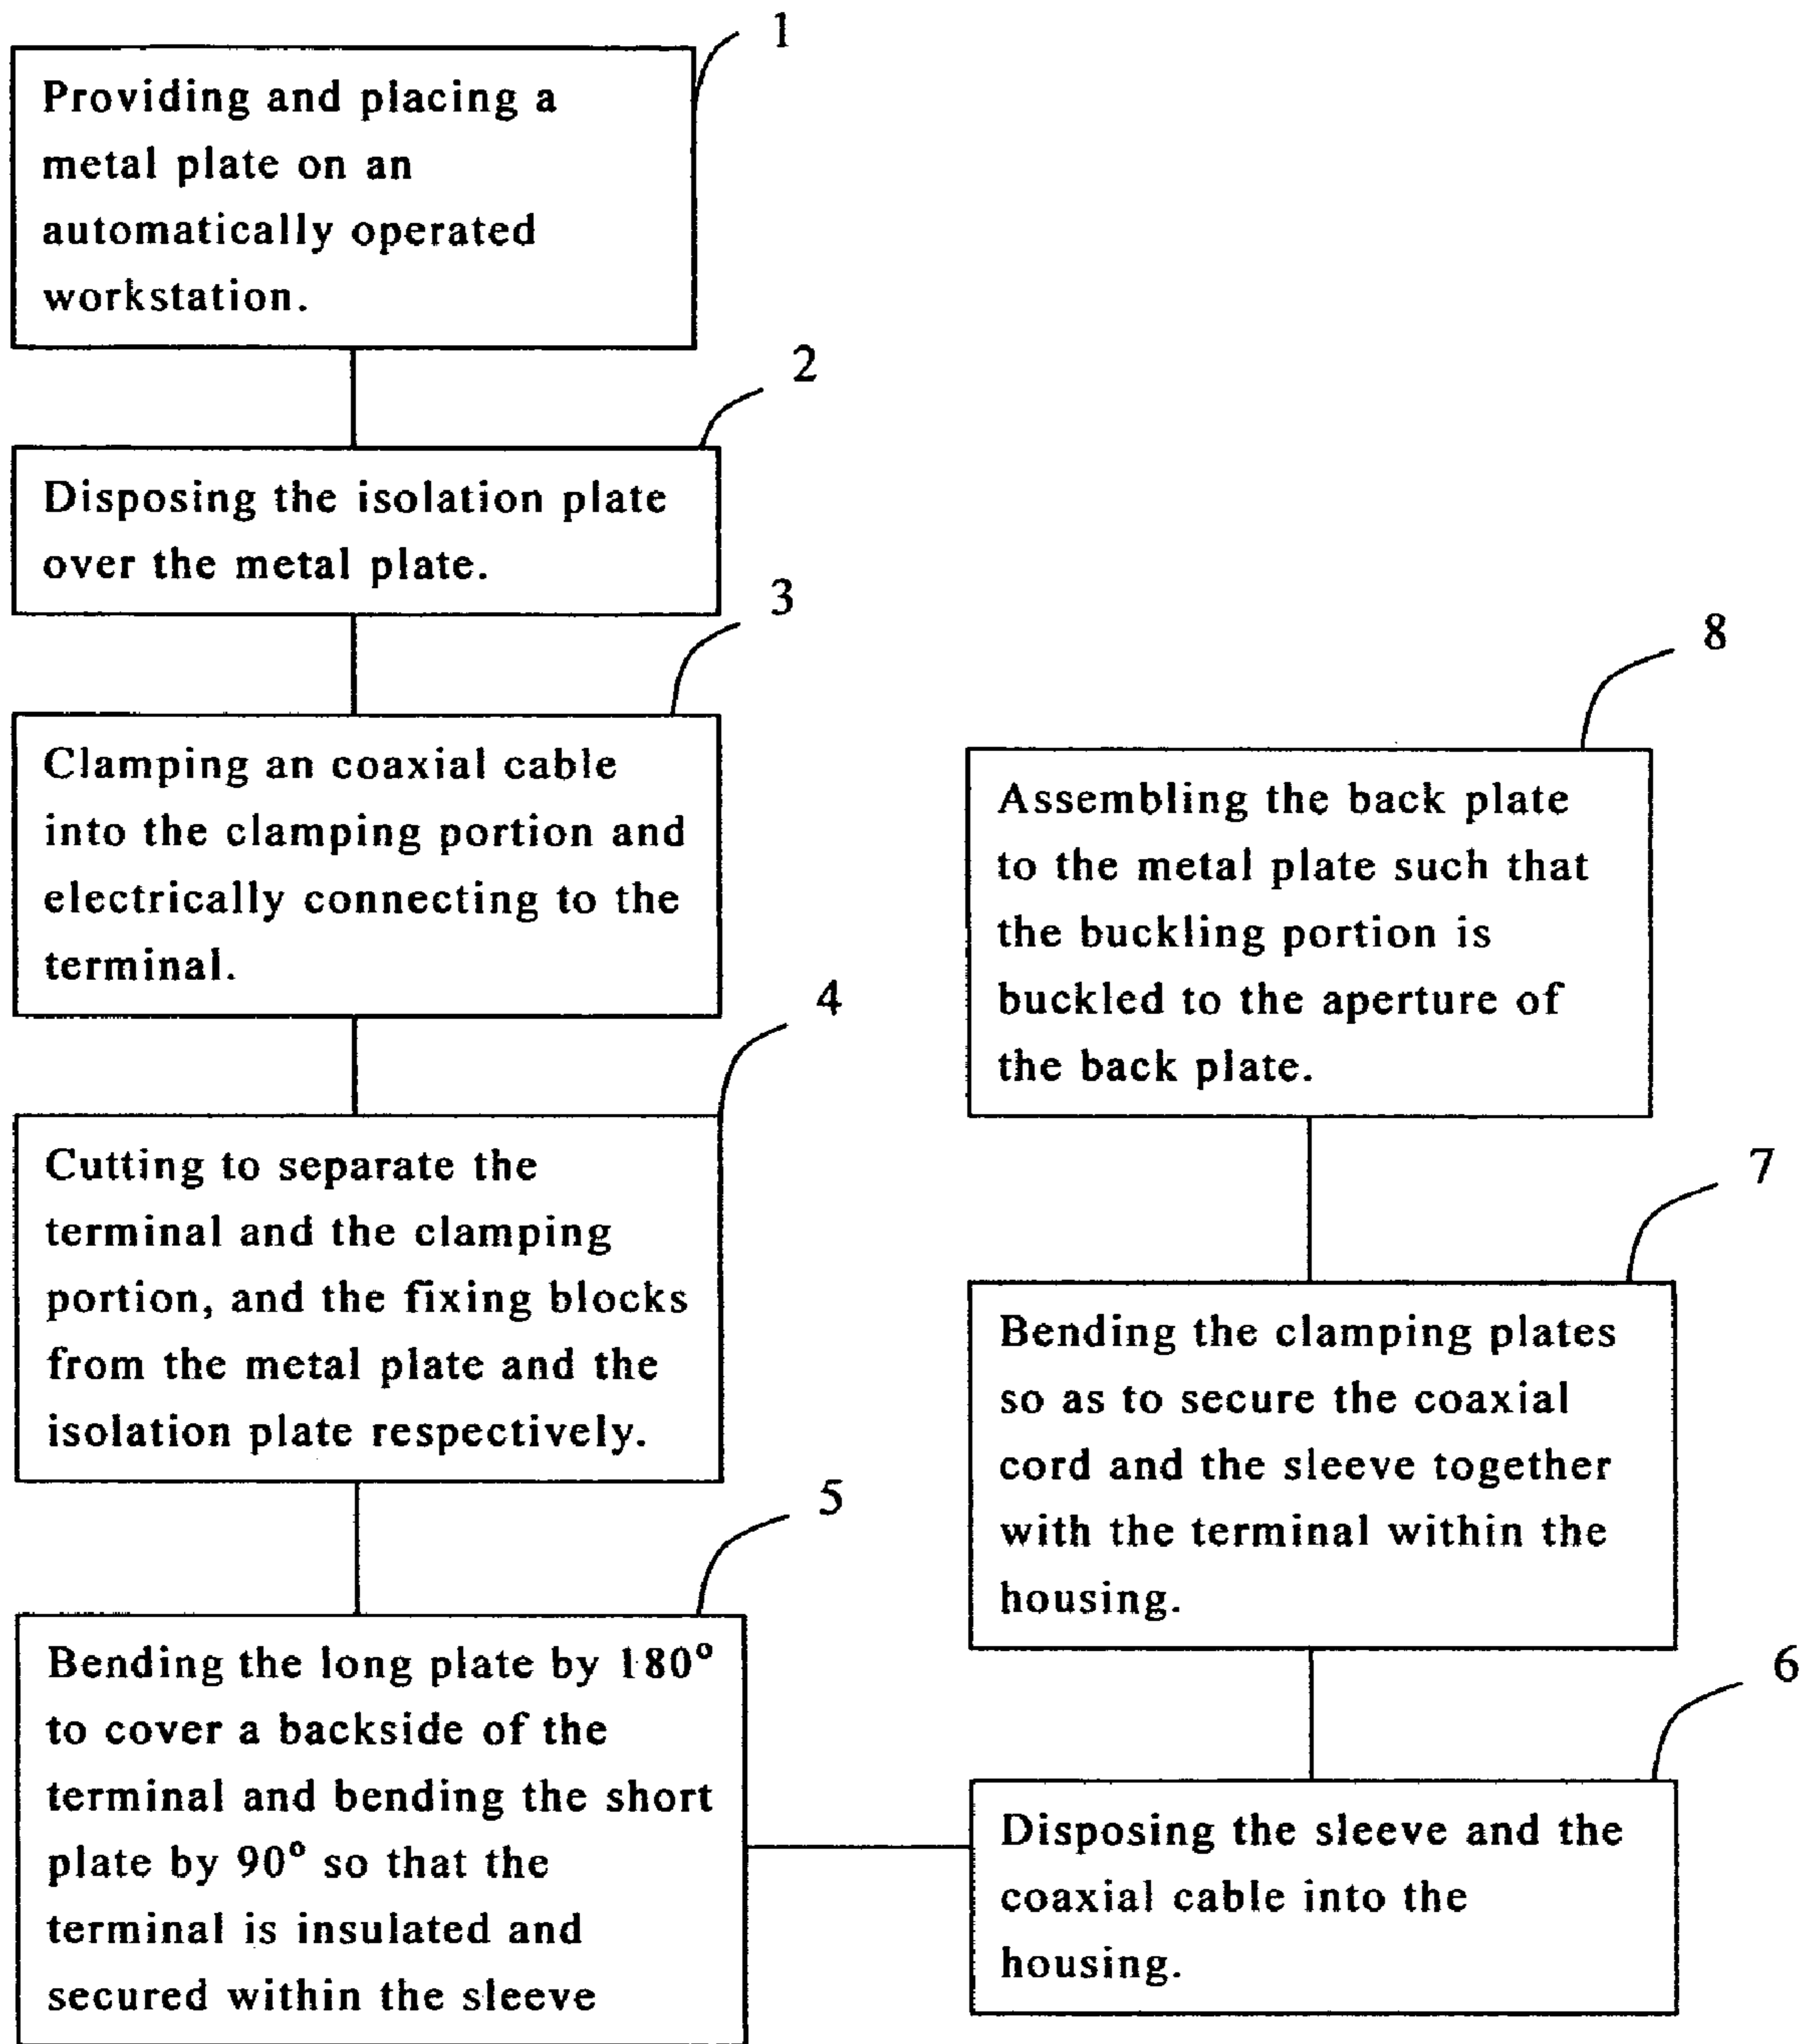 1
Providing and placing a
metal plate on an
automatically operated
workstation.
2
Disposing the isolation plate
over the metal plate.
3
Clamping an coaxial cable
into the clamping portion and
electrically connecting to the
terminal.
4
Cutting to separate the
terminal and the clamping
portion, and the fixing blocks
from the metal plate and the
isolation plate respectively.
5
Bending the long plate by 180°
to cover a backside of the
terminal and bending the short
plate by 90° so that the
terminal is insulated and
secured within the sleeve
6
Disposing the sleeve and the
coaxial cable into the
housing.
7
Bending the clamping plates
so as to secure the coaxial
cord and the sleeve together
with the terminal within the
housing.
8
Assembling the back plate
to the metal plate such that
the buckling portion is
buckled to the aperture of
the back plate.